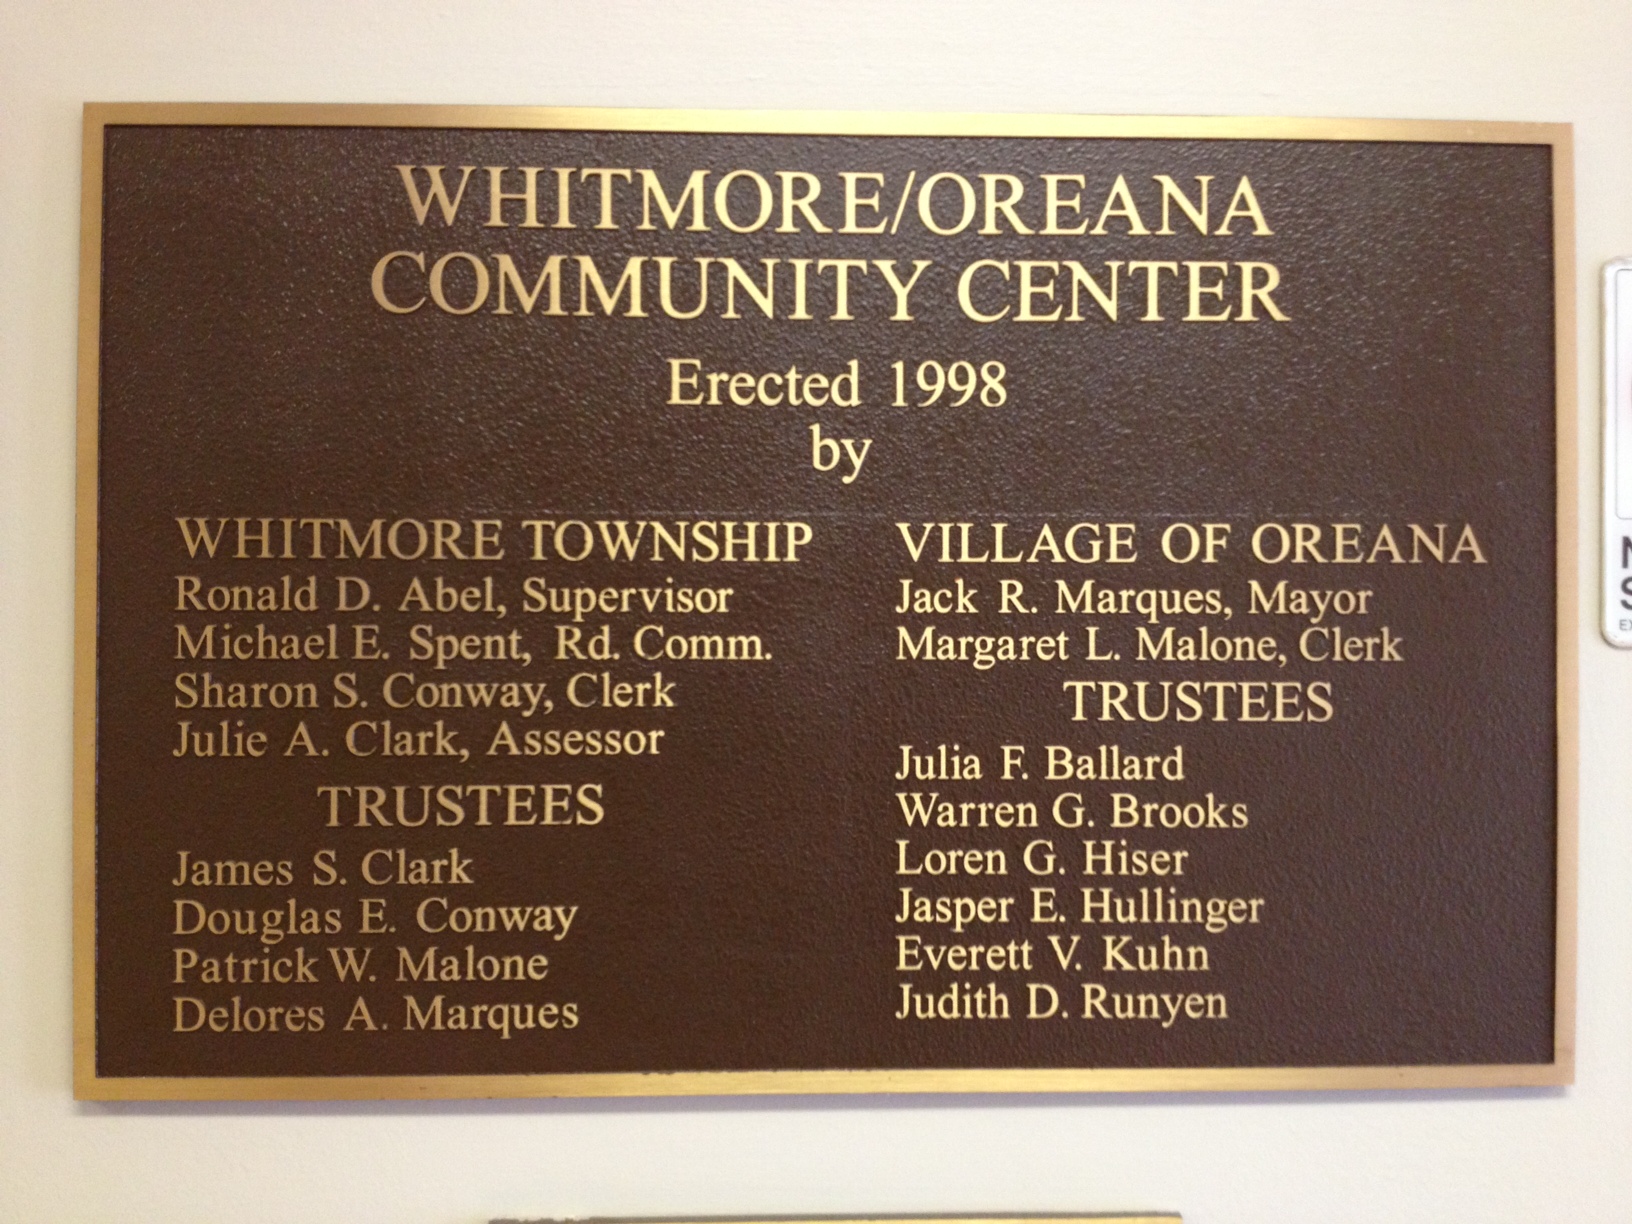 WHITMORE/OREANA
COMMUNITY CENTER
Erected 1998
by
WHITMORE TOWNSHIP
Ronald D. Abel, Supervisor
Michael E. Spent, Rd. Comm.
Sharon S. Conway, Clerk
Julie A. Clark, Assessor
TRUSTEES
James S. Clark
Douglas E. Conway
Patrick W. Malone
Delores A. Marques
VILLAGE OF OREANA
Jack R. Marques, Mayor
Margaret L. Malone, Clerk
TRUSTEES
Julia F. Ballard
Warren G. Brooks
Loren G. Hiser
Jasper E. Hullinger
Everett V. Kuhn
Judith D. Runyen